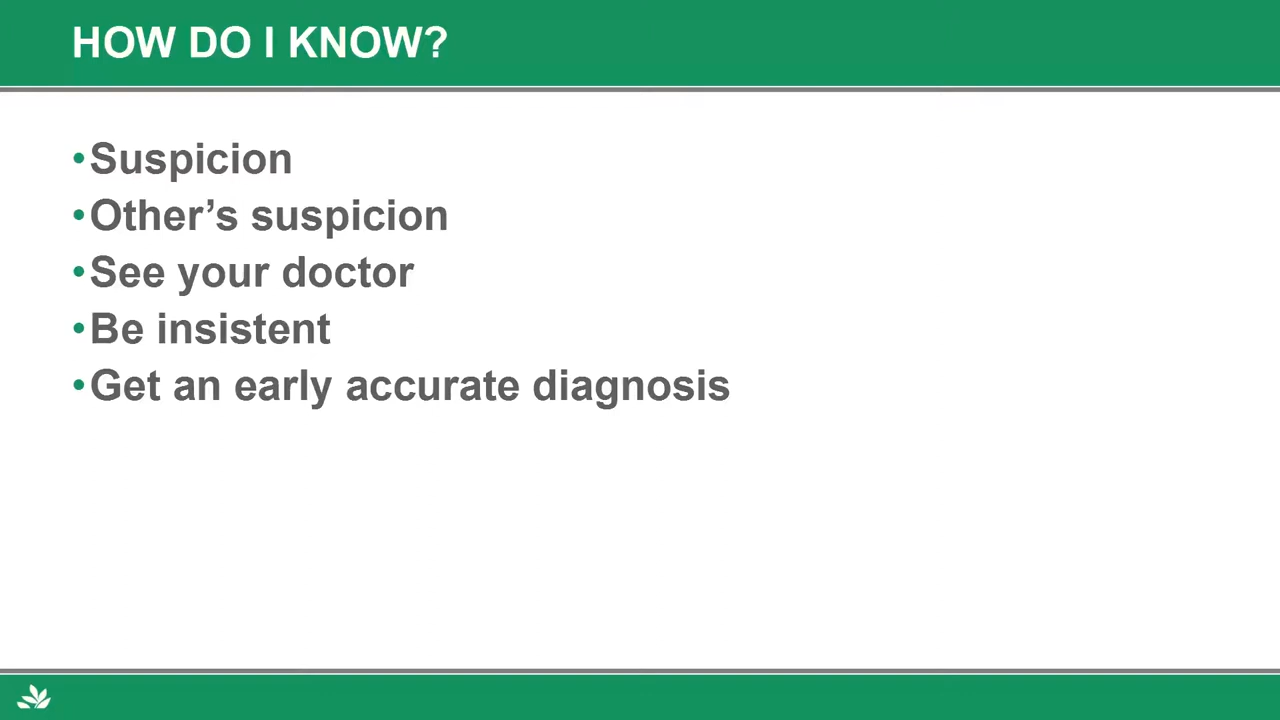 HOW DO I KNOW?
•Suspicion
•Other’s suspicion
•See your doctor
•Be insistent
•Get an early accurate diagnosis